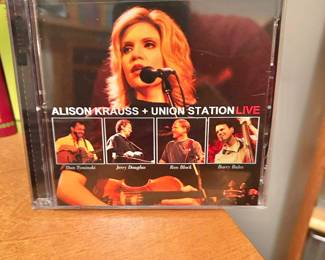 ALISON KRAUSS + UNION STATION LIVE
Dan Tyminski Jerry Douglas Ron Block Barry Bales